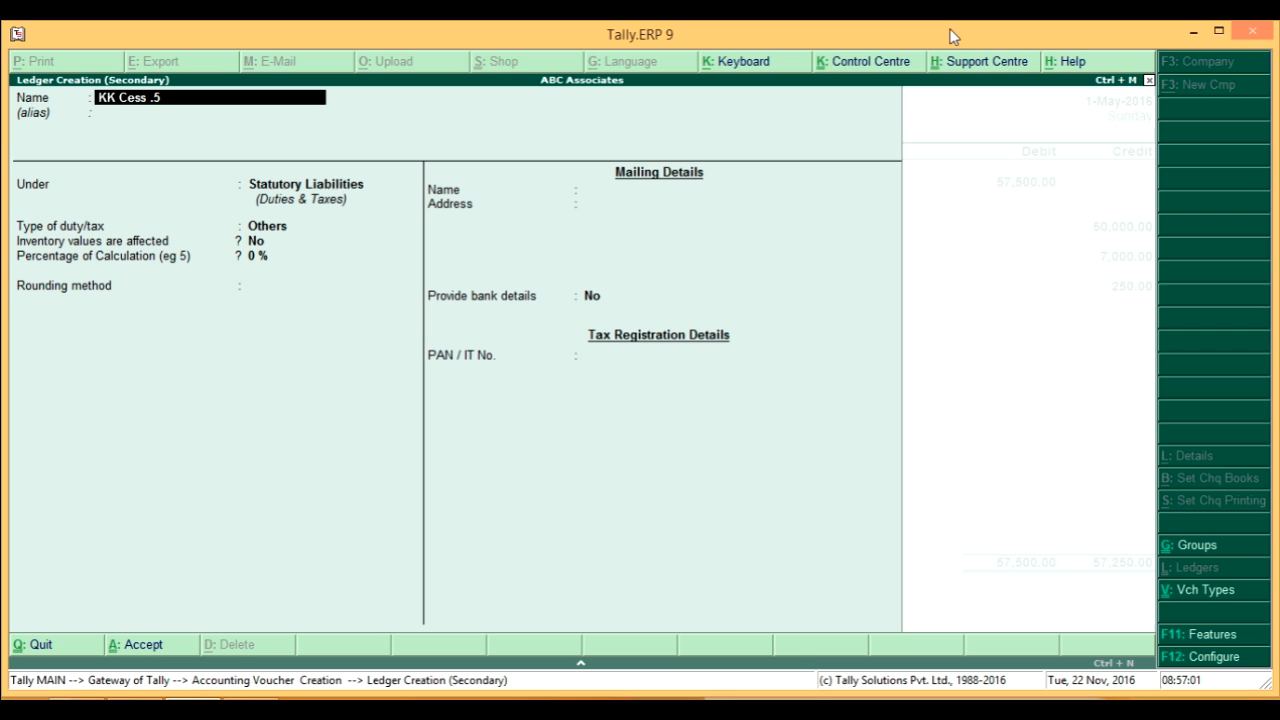 Tally.ERP 9
P: Print E: Export M: E-Mail O: Upload S: Shop G: Language K: Keyboard K: Control Centre H: Support Centre H: Help F3: Company
Ledger Creation (Secondary) ABC Associates Ctrl + M x F3: New Cmp
Name : KK Cess .5 1-May-2016
(alias) : Sunday
Debit Credit
Under : Statutory Liabilities
(Duties & Taxes)
Type of duty/tax : Others
Inventory values are affected ? No
Percentage of Calculation (eg 5) ? 0 %
Rounding method :
Mailing Details
Name :
Address :
Provide bank details : No
Tax Registration Details
PAN / IT No. :
57,500.00
50,000.00
7,000.00
250.00
57,500.00 57,250.00
L: Details
B: Set Chq Books
S: Set Chq Printing
G: Groups
L: Ledgers
V: Vch Types
F11: Features
F12: Configure
Q: Quit A: Accept D: Delete
Ctrl + N
Tally MAIN --> Gateway of Tally --> Accounting Voucher Creation --> Ledger Creation (Secondary) (c) Tally Solutions Pvt. Ltd., 1988-2016 Tue, 22 Nov, 2016 08:57:01